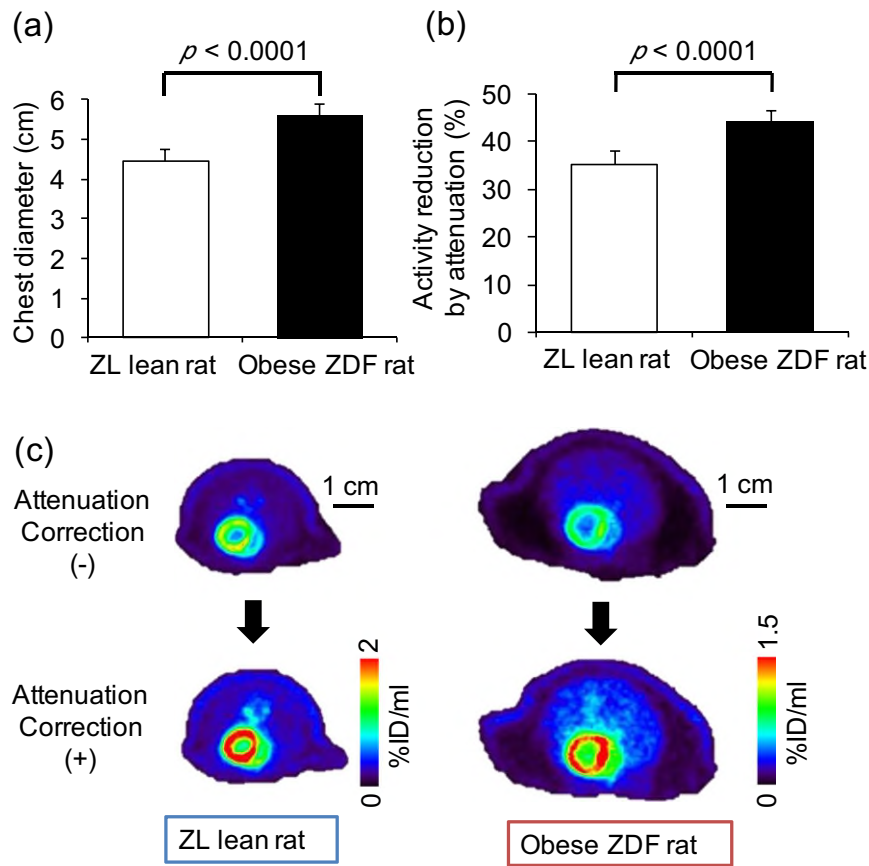 (a)
p < 0.0001
Chest diameter (cm)
6
5
4
3
2
1
0
ZL lean rat
Obese ZDF rat
(b)
p < 0.0001
Activity reduction
by attenuation (%)
50
40
30
20
10
0
ZL lean rat
Obese ZDF rat
(c)
Attenuation
Correction
(-)
1 cm
1 cm
Attenuation
Correction
(+)
2
%ID/ml
0
1.5
%ID/ml
0
ZL lean rat
Obese ZDF rat